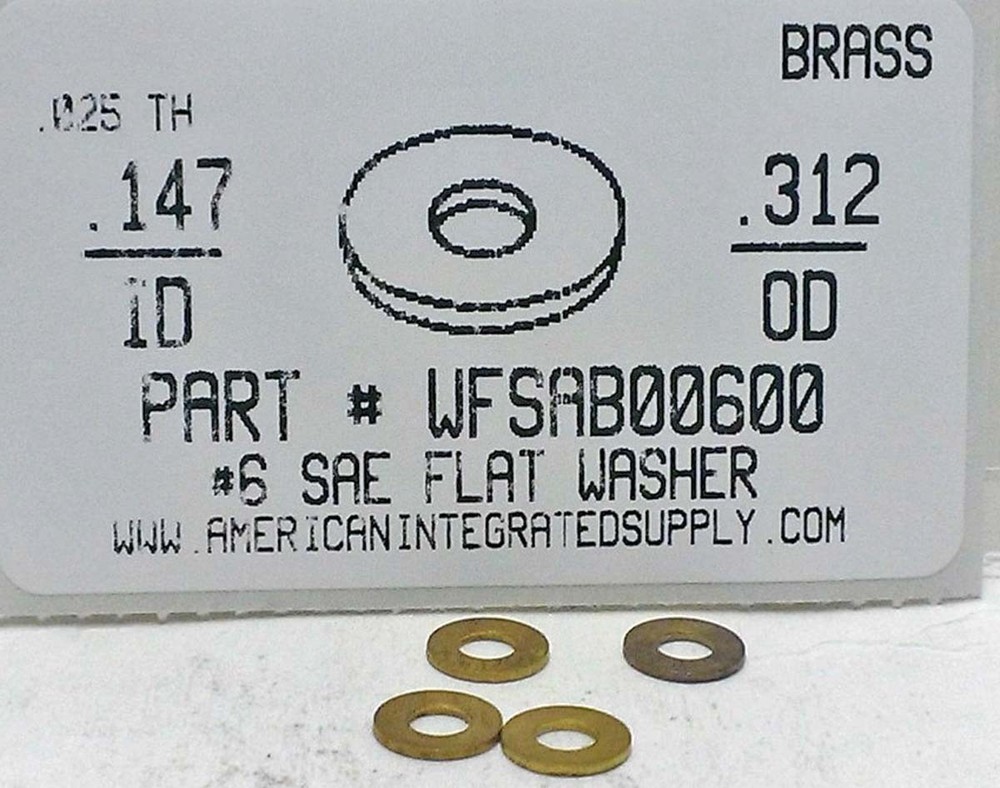 BRASS
.025 TH
.147
ID
.312
OD
PART # WFSAB00600
#6 SAE FLAT WASHER
WWW.AMERICANINTEGRATEDSUPPLY.COM